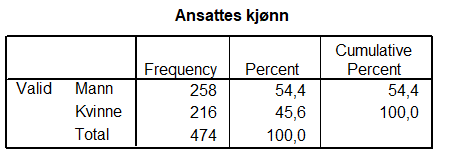 Ansattes kjønn
Cumulative
Frequency Percent Percent
Valid Mann 258 54,4 54,4
Kvinne 216 45,6 100,0
Total 474 100,0